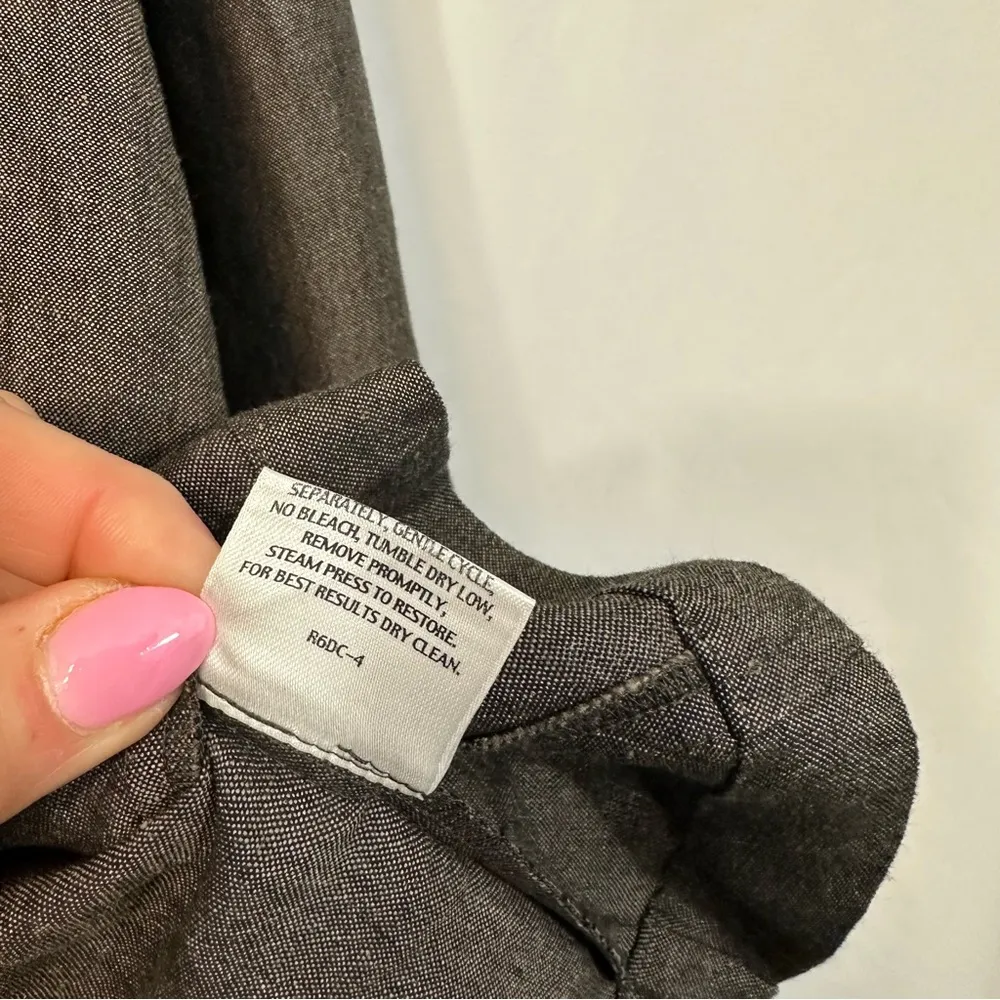 SEPARATELY, GENTLE CYCLE,
NO BLEACH, TUMBLE DRY LOW,
REMOVE PROMPTLY,
STEAM PRESS TO RESTORE.
FOR BEST RESULTS DRY CLEAN.
R6DC-4